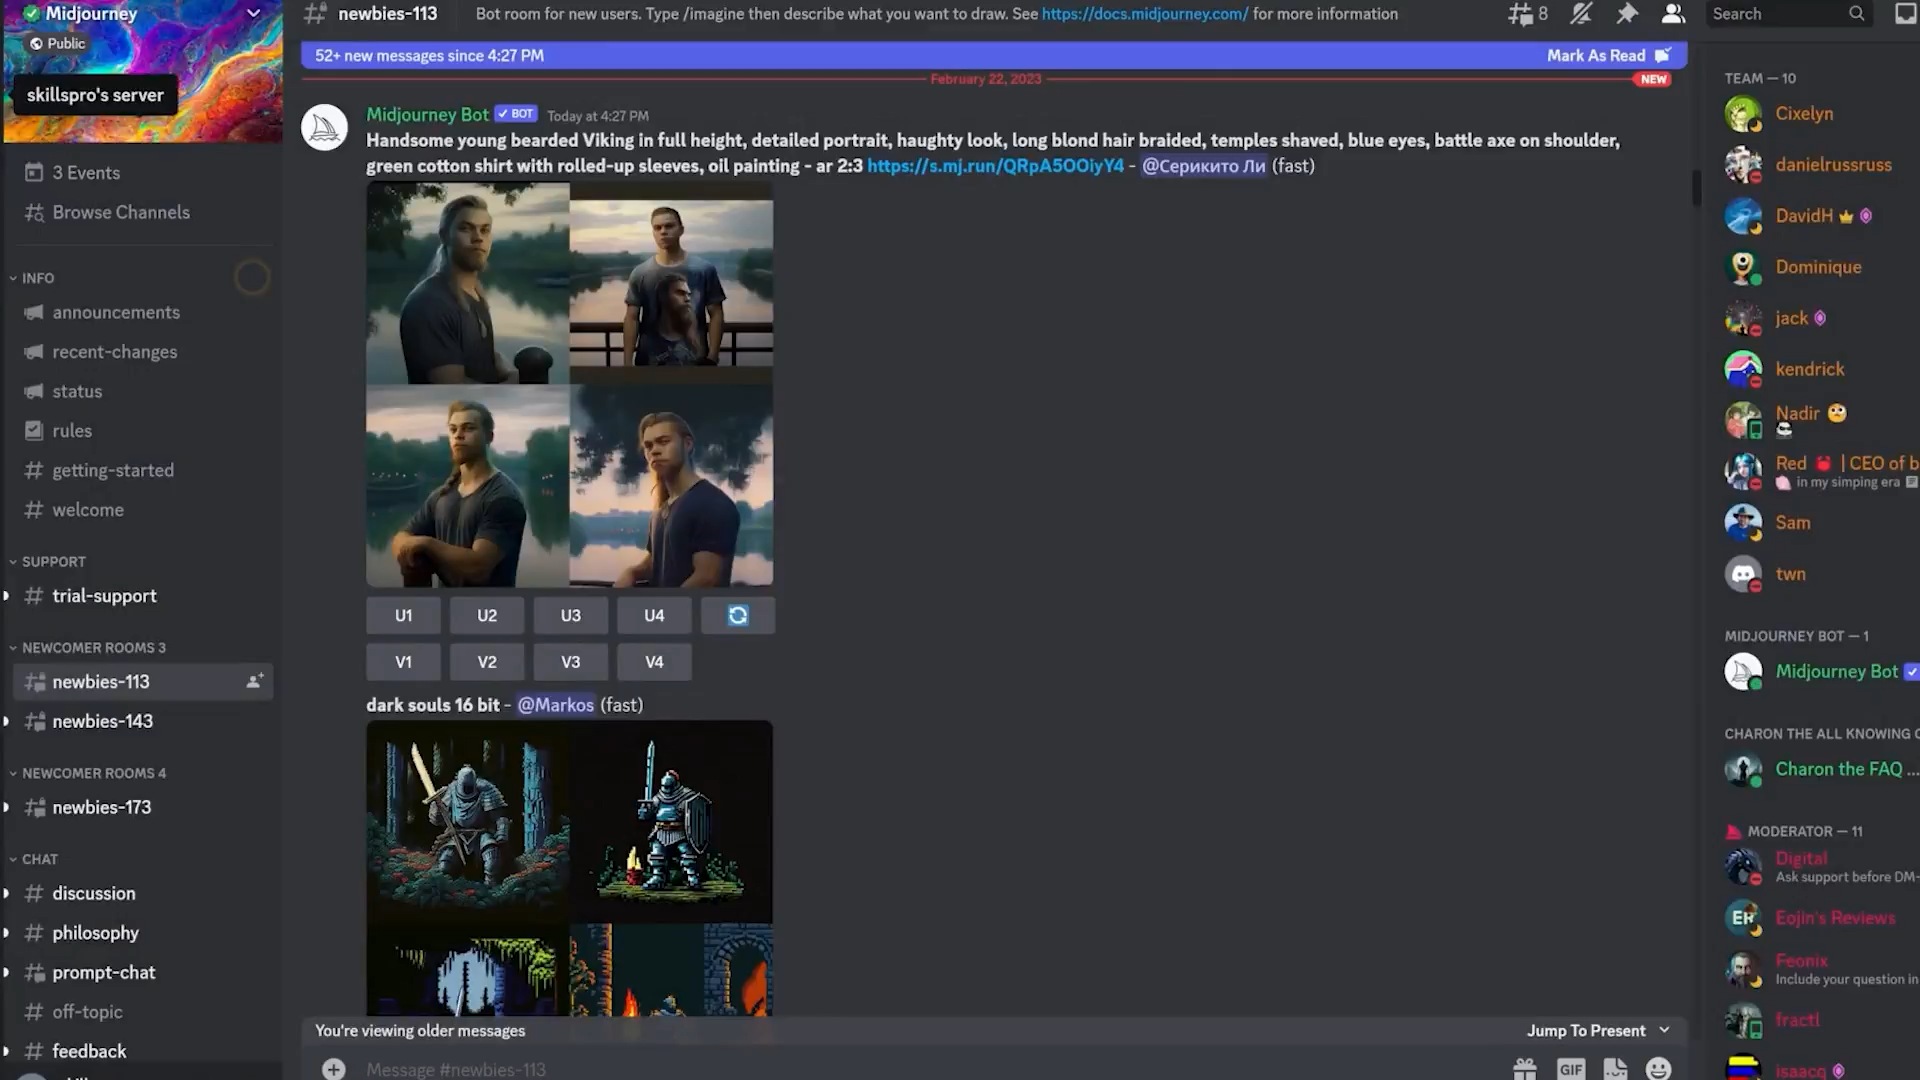 Midjourney
Public
skillspro's server
3 Events
Browse Channels
INFO
announcements
recent-changes
status
rules
getting-started
welcome
SUPPORT
trial-support
NEWCOMER ROOMS 3
newbies-113
newbies-143
NEWCOMER ROOMS 4
newbies-173
CHAT
discussion
philosophy
prompt-chat
off-topic
feedback
newbies-113
Bot room for new users. Type /imagine then describe what you want to draw. See https://docs.midjourney.com/ for more information
8
Search
52+ new messages since 4:27 PM
Mark As Read
February 22, 2023
NEW
Midjourney Bot BOT Today at 4:27 PM
Handsome young bearded Viking in full height, detailed portrait, haughty look, long blond hair braided, temples shaved, blue eyes, battle axe on shoulder,
green cotton shirt with rolled-up sleeves, oil painting - ar 2:3 https://s.mj.run/QRpA5OOiyY4 - @Серикито Ли (fast)
U1 U2 U3 U4
V1 V2 V3 V4
dark souls 16 bit - @Markos (fast)
You're viewing older messages
Jump To Present
Message #newbies-113
GIF
TEAM — 10
Cixelyn
danielrussruss
DavidH
Dominique
jack
kendrick
Nadir
Red | CEO of b
in my simping era
Sam
twn
MIDJOURNEY BOT — 1
Midjourney Bot
CHARON THE ALL KNOWING
Charon the FAQ ...
MODERATOR — 11
Digital
Ask support before DM-
Eojin's Reviews
Feonix
Include your question in
fractl
isaacq